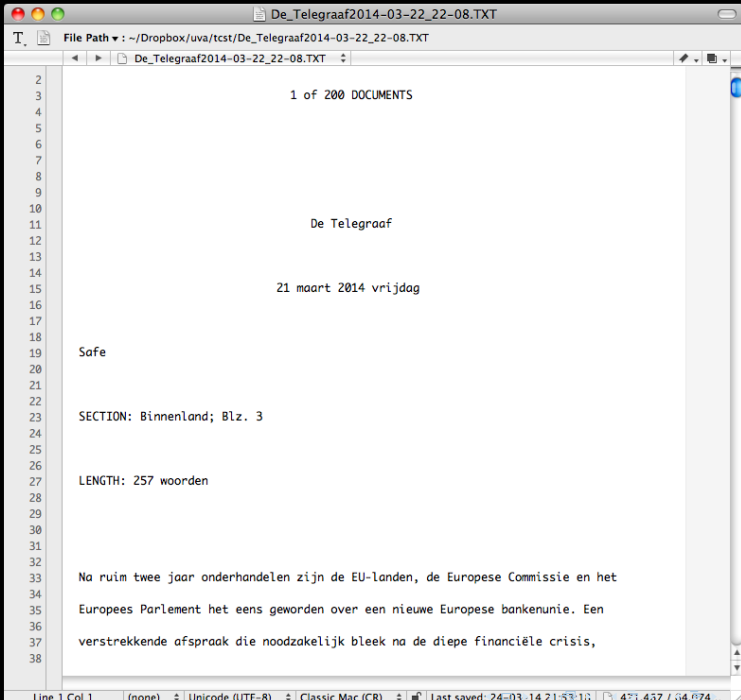 De_Telegraaf2014-03-22_22-08.TXT
File Path ▾ : ~/Dropbox/uva/tcst/De_Telegraaf2014-03-22_22-08.TXT
De_Telegraaf2014-03-22_22-08.TXT
2
3 1 of 200 DOCUMENTS
4
5
6
7
8
9
10
11 De Telegraaf
12
13
14
15 21 maart 2014 vrijdag
16
17
18
19 Safe
20
21
22
23 SECTION: Binnenland; Blz. 3
24
25
26
27 LENGTH: 257 woorden
28
29
30
31
32
33 Na ruim twee jaar onderhandelen zijn de EU-landen, de Europese Commissie en het
34
35 Europees Parlement het eens geworden over een nieuwe Europese bankenunie. Een
36
37 verstrekkende afspraak die noodzakelijk bleek na de diepe financiële crisis,
38
Line 1 Col 1 (none) Unicode (UTF-8) Classic Mac (CR) Last saved: 24-03-14